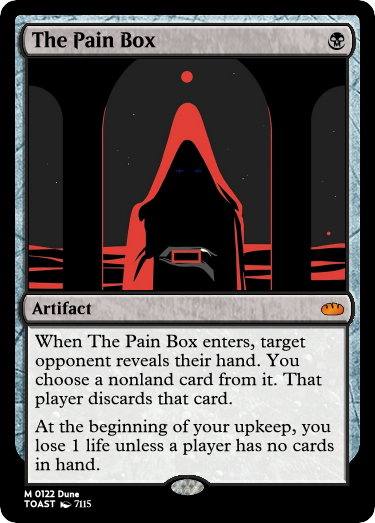 The Pain Box
Artifact
When The Pain Box enters, target
opponent reveals their hand. You
choose a nonland card from it. That
player discards that card.
At the beginning of your upkeep, you
lose 1 life unless a player has no cards
in hand.
M 0122 Dune
TOAST 7115